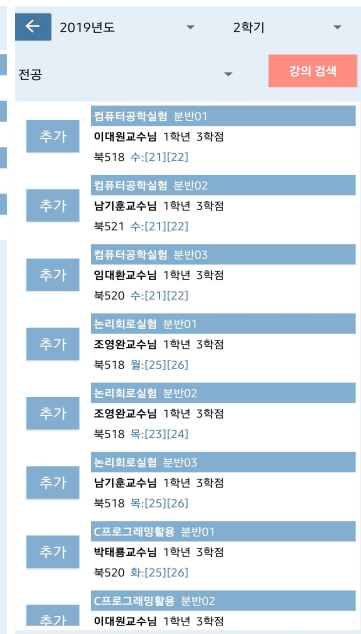 2019년도 2학기
전공 강의 검색
컴퓨터공학실험 분반01
추가 이대원교수님 1학년 3학점
북518 수:[21][22]
컴퓨터공학실험 분반02
추가 남기훈교수님 1학년 3학점
북521 수:[21][22]
컴퓨터공학실험 분반03
추가 임대환교수님 1학년 3학점
북520 수:[21][22]
논리회로실험 분반01
추가 조영완교수님 1학년 3학점
북518 월:[25][26]
논리회로실험 분반02
추가 조영완교수님 1학년 3학점
북518 목:[23][24]
논리회로실험 분반03
추가 남기훈교수님 1학년 3학점
북518 목:[25][26]
C프로그래밍활용 분반01
추가 박태룡교수님 1학년 3학점
북520 화:[25][26]
C프로그래밍활용 분반02
추가 이대원교수님 1학년 3학점